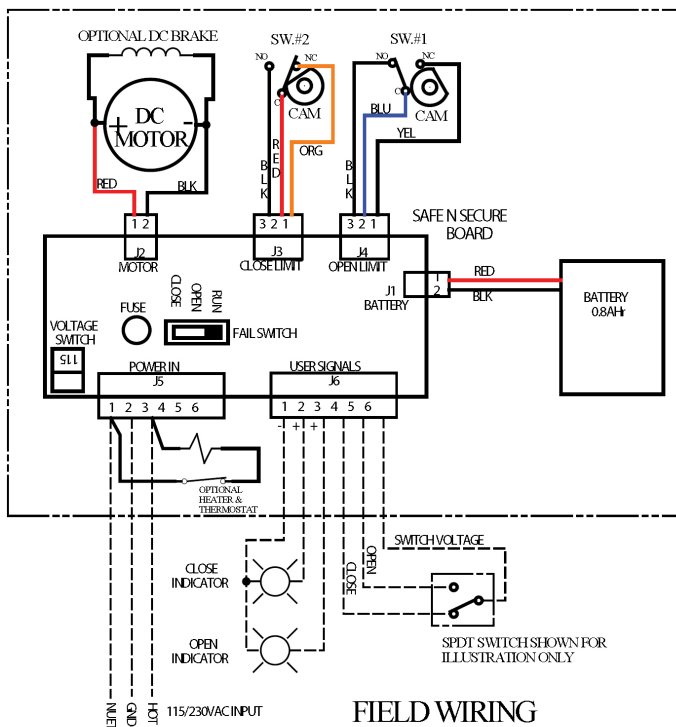 OPTIONAL DC BRAKE
SW.#2
SW.#1
NO
NC
C
CAM
NO
NC
C
CAM
+ DC -
MOTOR
RED
BLK
BLK
RED
ORG
BLK
BLU
YEL
1 2
J2
MOTOR
3 2 1
J3
CLOSE LIMIT
3 2 1
J4
OPEN LIMIT
SAFE N SECURE
BOARD
J1
BATTERY
1
2
RED
BLK
BATTERY
0.8AHr
FUSE
CLOSE
OPEN
RUN
FAIL SWITCH
VOLTAGE
SWITCH
115
POWER IN
J5
1 2 3 4 5 6
USER SIGNALS
J6
1 2 3 4 5 6
- + +
OPTIONAL
HEATER &
THERMOSTAT
CLOSE
INDICATOR
OPEN
INDICATOR
CLOSE
OPEN
SWITCH VOLTAGE
SPDT SWITCH SHOWN FOR
ILLUSTRATION ONLY
GND
HOT
115/230VAC INPUT
FIELD WIRING